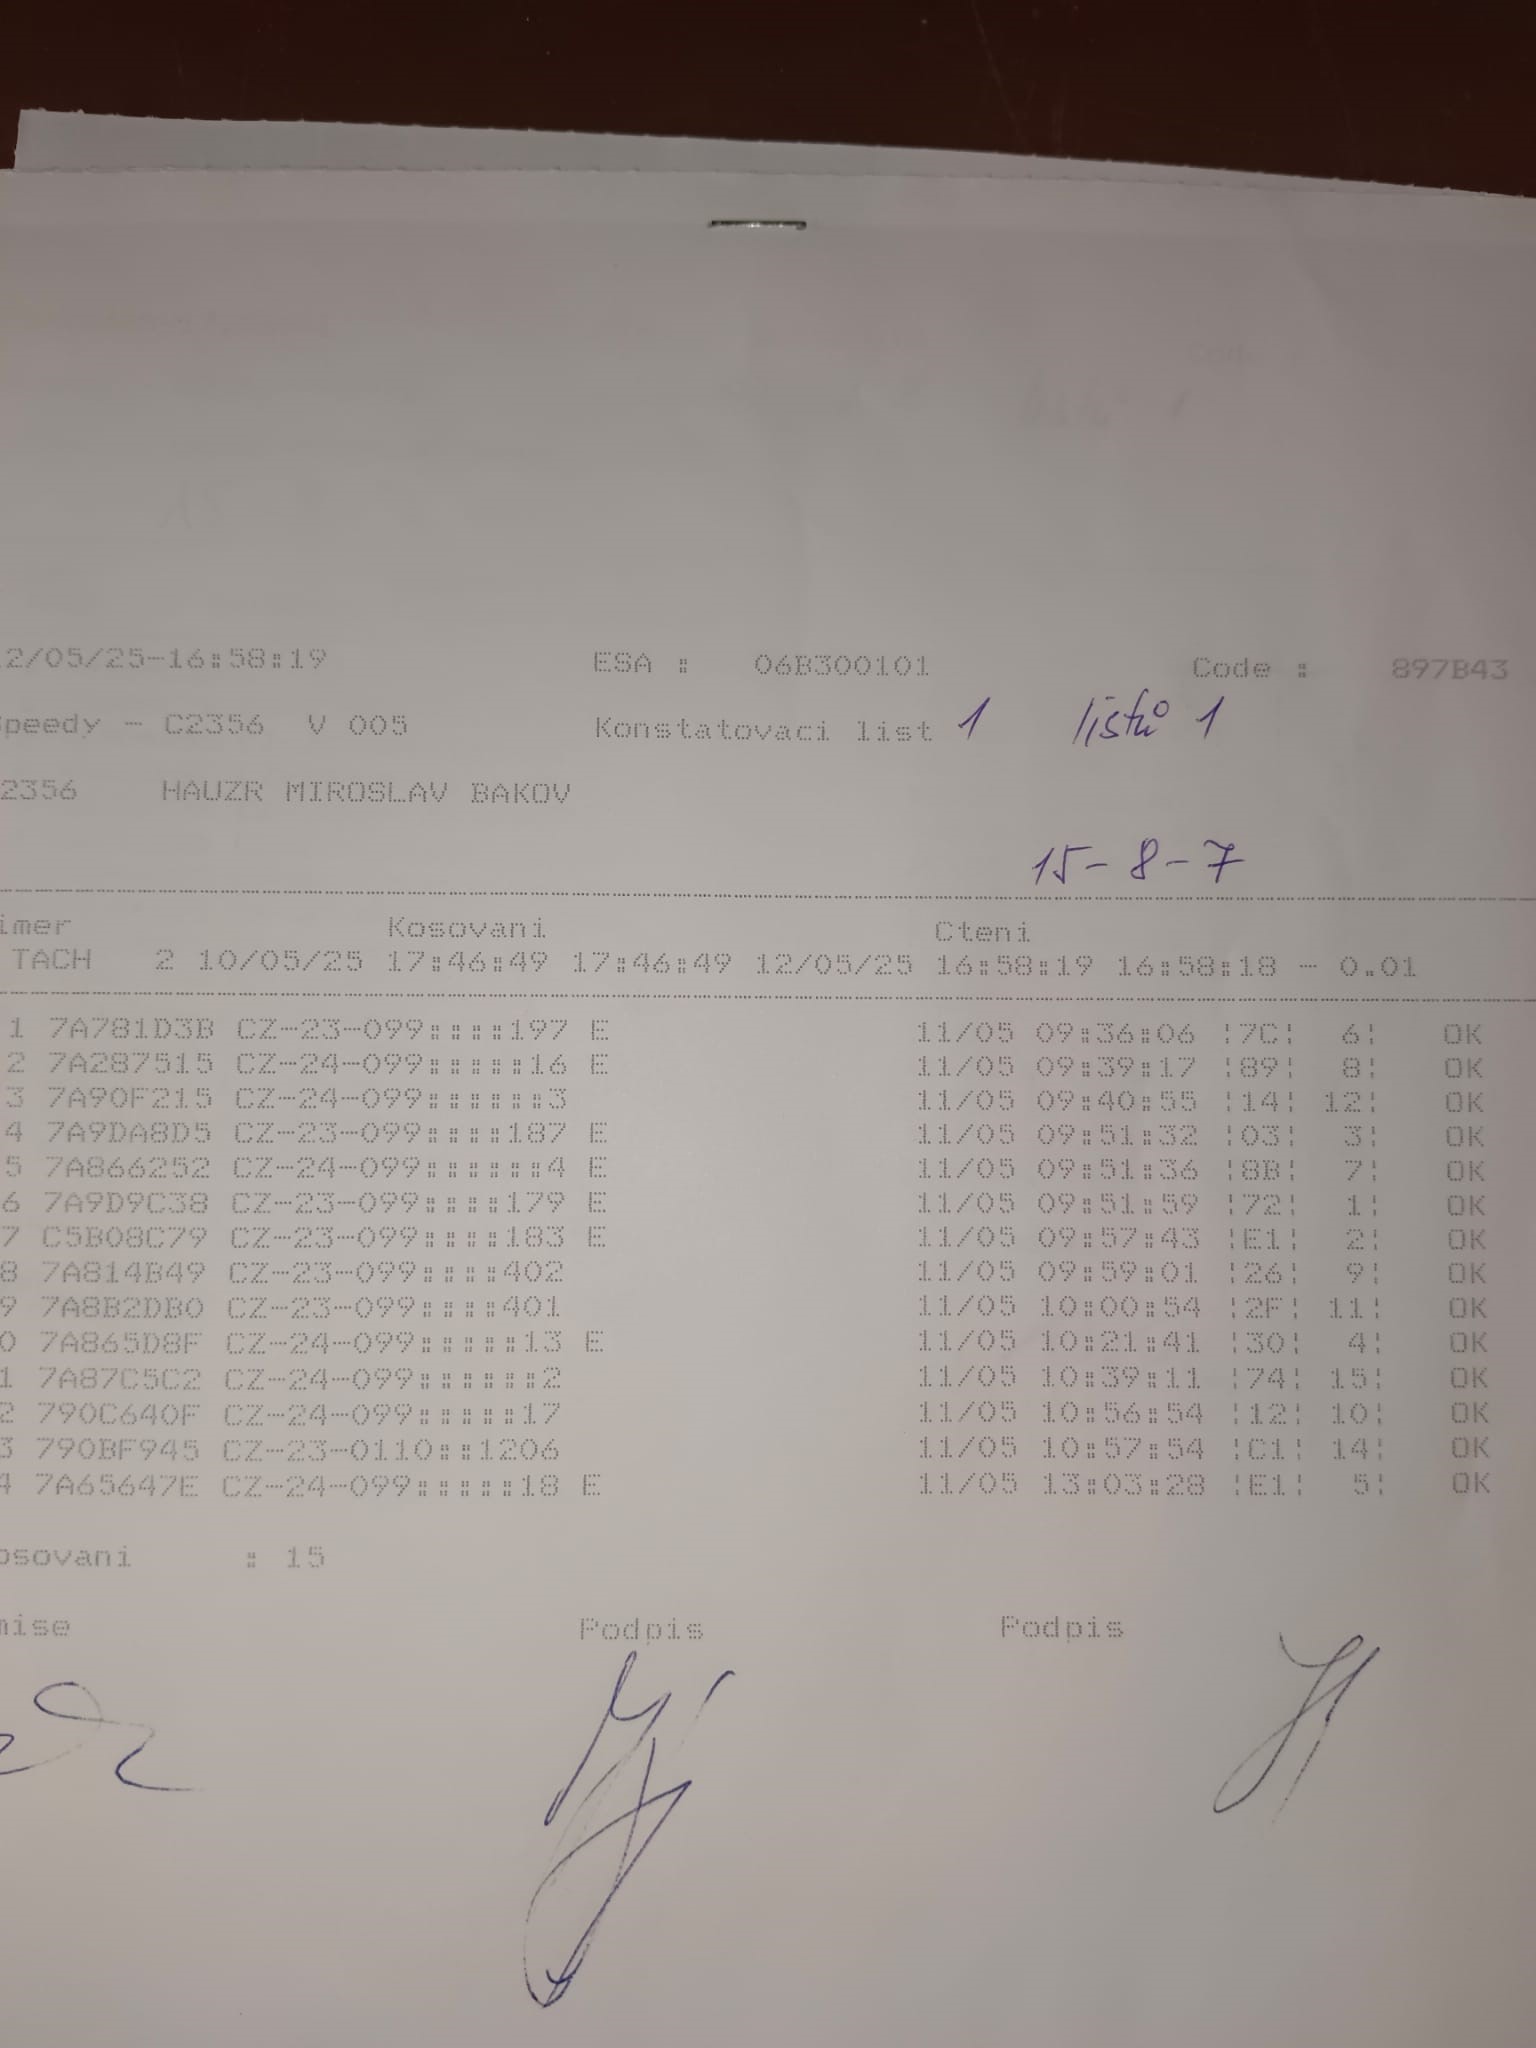 2/05/25-16:58:19 ESA : 06B300101 Code : 897B43
peedy - C2356 V 005 Konstatovaci list 1 listů 1
2356 HAUZR MIROSLAV BAKOV
15-8-7
imer Kosovani Cteni
TACH 2 10/05/25 17:46:49 17:46:49 12/05/25 16:58:19 16:58:18 - 0.01
1 7A781D3B CZ-23-099::::197 E 11/05 09:36:06 ¦7C¦ 6¦ OK
2 7A287515 CZ-24-099:::::16 E 11/05 09:39:17 ¦89¦ 8¦ OK
3 7A90F215 CZ-24-099::::::3 11/05 09:40:55 ¦14¦ 12¦ OK
4 7A9DA8D5 CZ-23-099::::187 E 11/05 09:51:32 ¦03¦ 3¦ OK
5 7A866252 CZ-24-099::::::4 E 11/05 09:51:36 ¦8B¦ 7¦ OK
6 7A9D9C38 CZ-23-099::::179 E 11/05 09:51:59 ¦72¦ 1¦ OK
7 C5B08C79 CZ-23-099::::183 E 11/05 09:57:43 ¦E1¦ 2¦ OK
8 7A814B49 CZ-23-099::::402 11/05 09:59:01 ¦26¦ 9¦ OK
9 7A8B2DB0 CZ-23-099::::401 11/05 10:00:54 ¦2F¦ 11¦ OK
0 7A865D8F CZ-24-099:::::13 E 11/05 10:21:41 ¦30¦ 4¦ OK
1 7A87C5C2 CZ-24-099::::::2 11/05 10:39:11 ¦74¦ 15¦ OK
2 790C640F CZ-24-099:::::17 11/05 10:56:54 ¦12¦ 10¦ OK
3 790BF945 CZ-23-0110::1206 11/05 10:57:54 ¦C1¦ 14¦ OK
4 7A65647E CZ-24-099:::::18 E 11/05 13:03:28 ¦E1¦ 5¦ OK
osovani : 15
mise Podpis Podpis